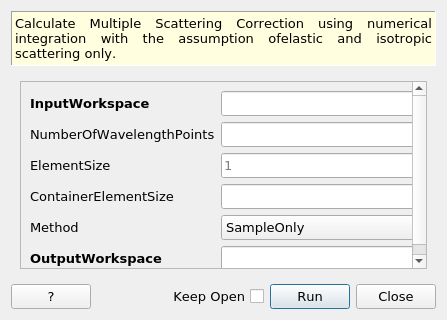 Calculate Multiple Scattering Correction using numerical
integration with the assumption ofelastic and isotropic
scattering only.
InputWorkspace
NumberOfWavelengthPoints
ElementSize 1
ContainerElementSize
Method SampleOnly
OutputWorkspace
? Keep Open Run Close